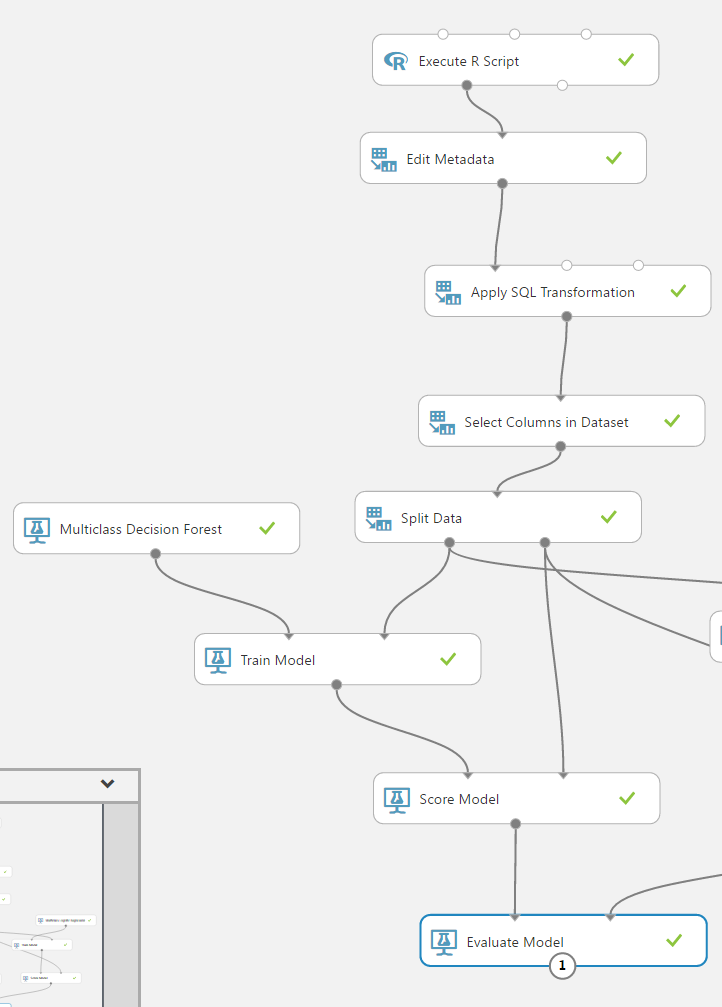 Execute R Script
Edit Metadata
Apply SQL Transformation
Select Columns in Dataset
Split Data
Multiclass Decision Forest
Train Model
Score Model
Evaluate Model
1